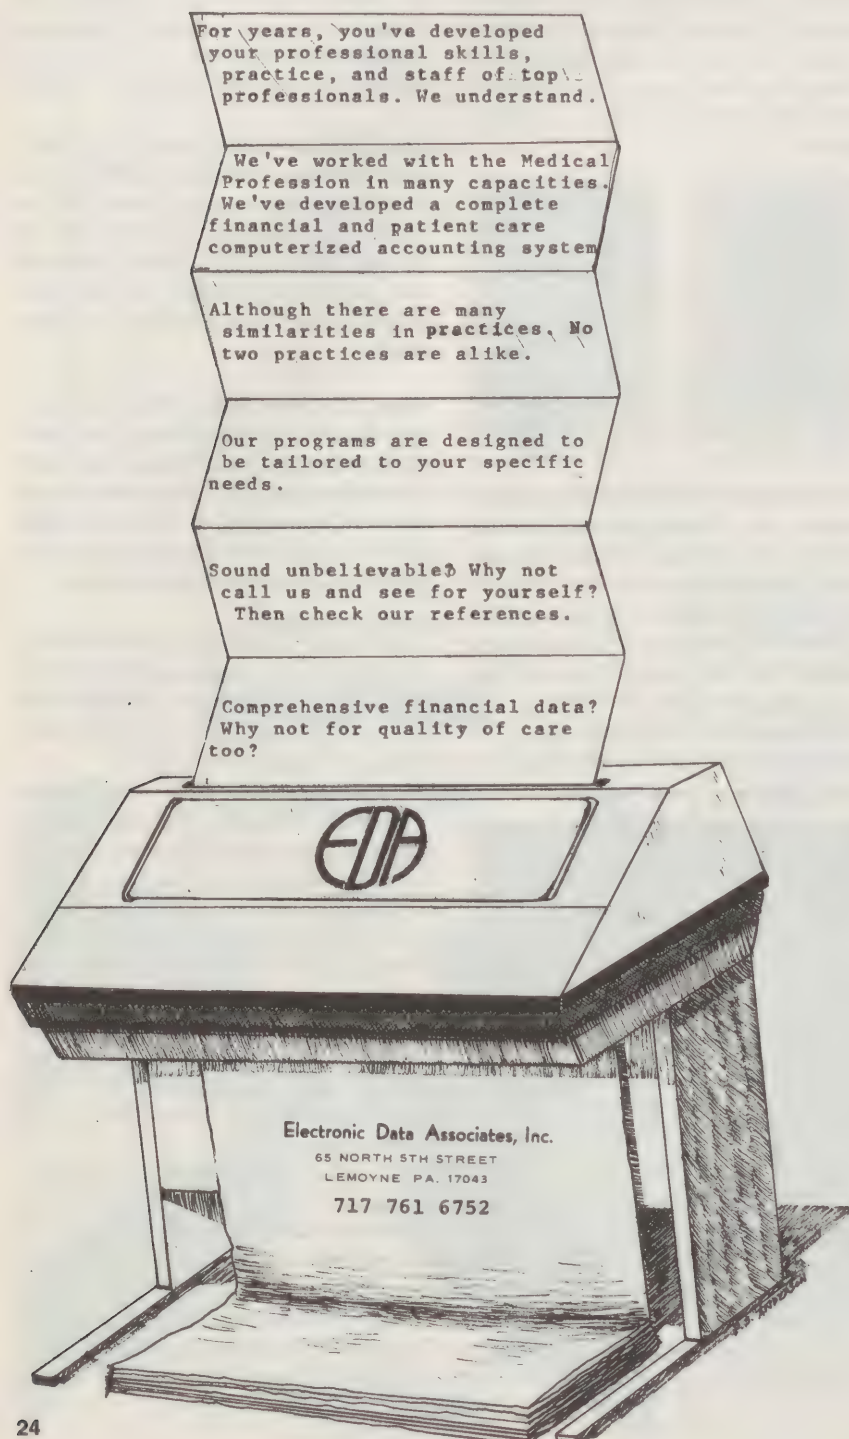 For years, you've developed
your professional skills,
practice, and staff of top
professionals. We understand.
We've worked with the Medical
Profession in many capacities.
We've developed a complete
financial and patient care
computerized accounting system
Although there are many
similarities in practices. No
two practices are alike.
Our programs are designed to
be tailored to your specific
needs.
Sound unbelievable? Why not
call us and see for yourself?
Then check our references.
Comprehensive financial data?
Why not for quality of care
too?
EDA
Electronic Data Associates, Inc.
65 NORTH 5TH STREET
LEMOYNE PA. 17043
717 761 6752
ANDERSON
24